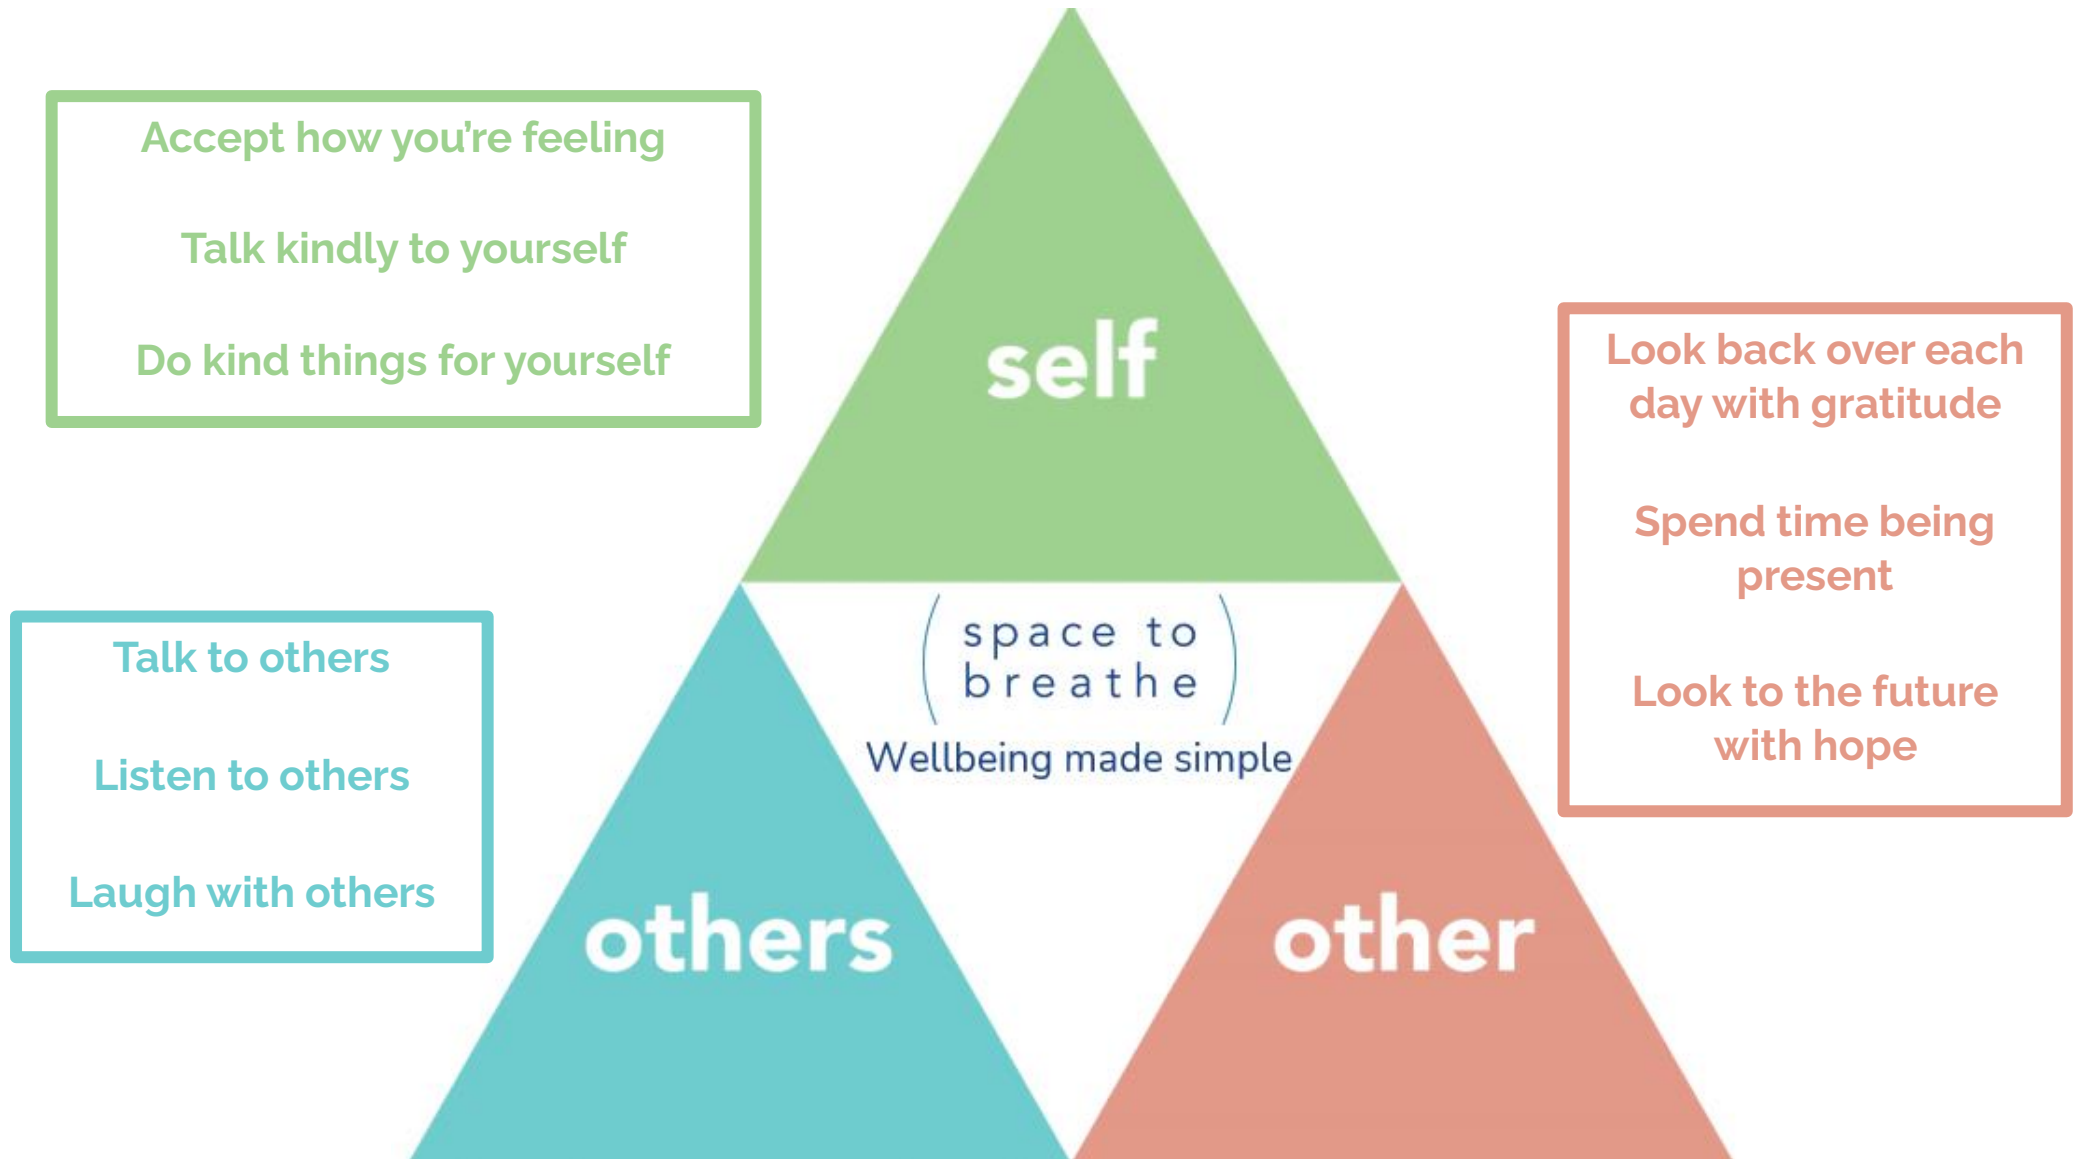 Accept how you’re feeling
Talk kindly to yourself
Do kind things for yourself
self
Look back over each
day with gratitude
Spend time being
present
Look to the future
with hope
space to
breathe
Wellbeing made simple
Talk to others
Listen to others
Laugh with others
others
other